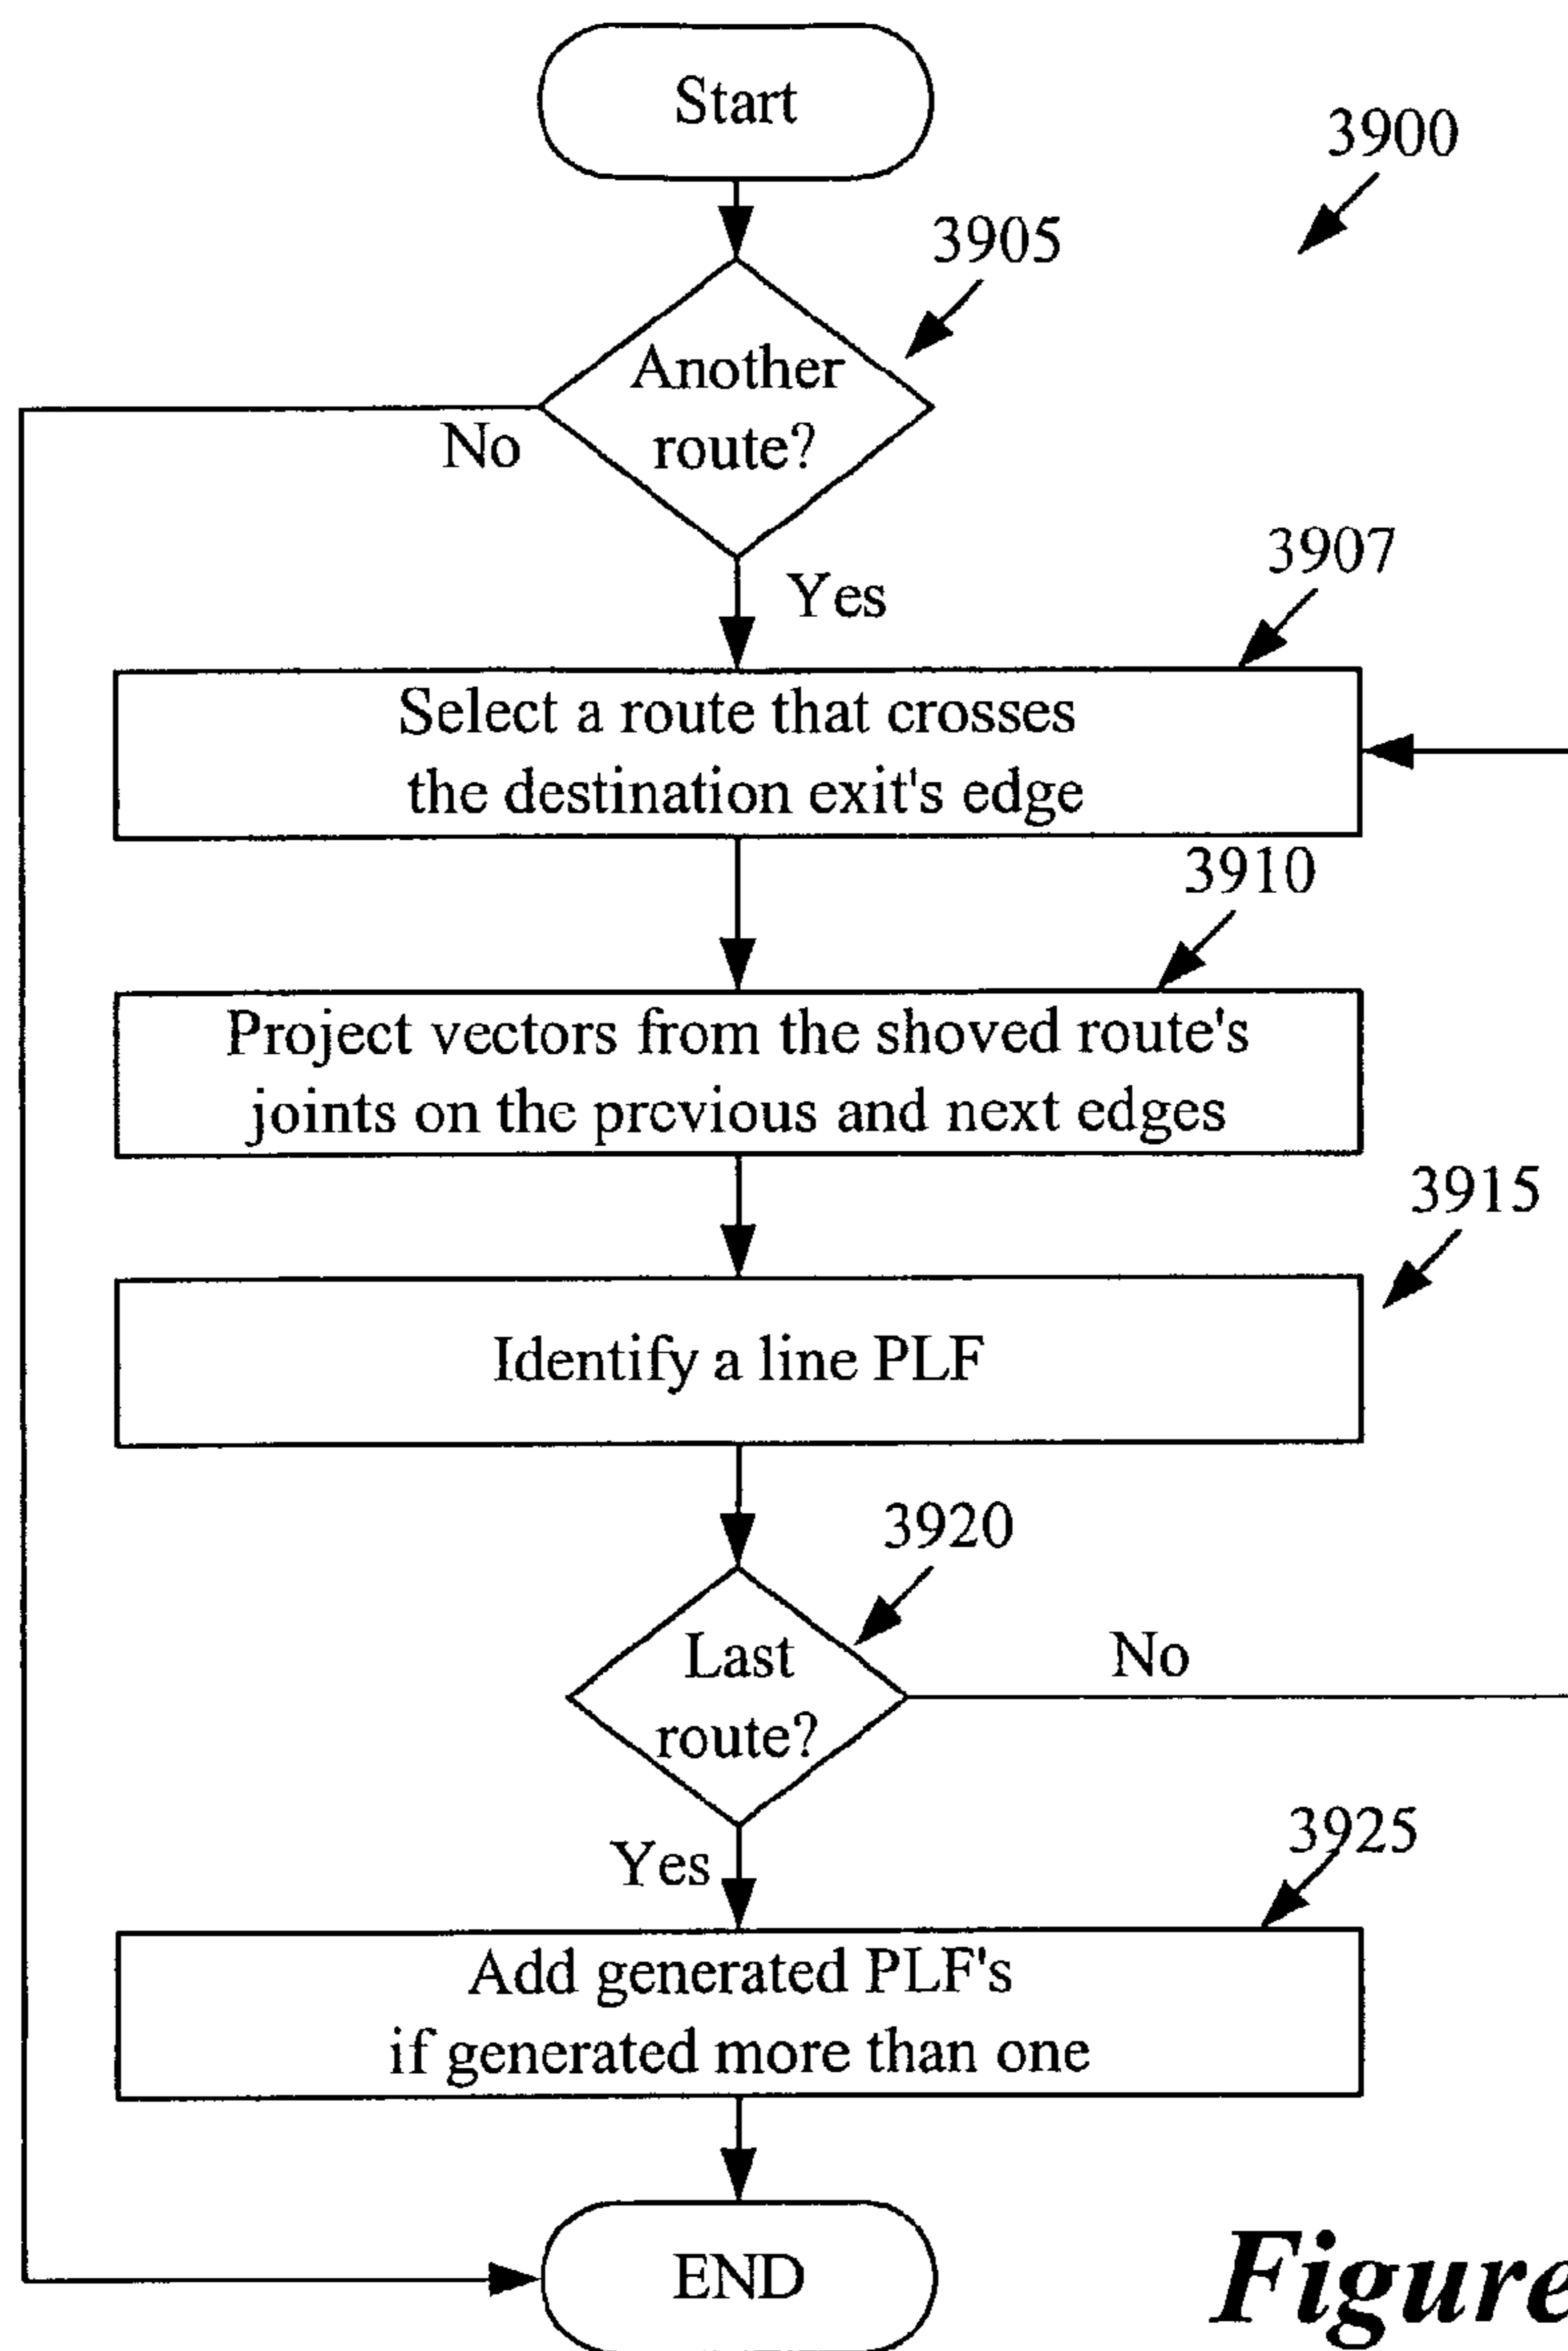 Start
3900
3905
Another
route?
No
Yes
3907
Select a route that crosses
the destination exit's edge
3910
Project vectors from the shoved route's
joints on the previous and next edges
3915
Identify a line PLF
3920
Last
route?
No
Yes
3925
Add generated PLF's
if generated more than one
END
Figure